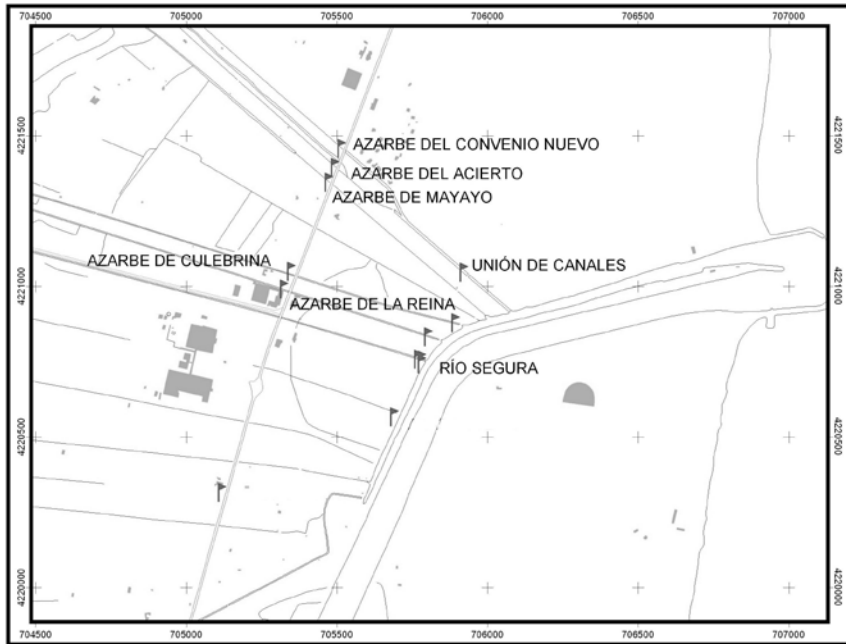 704500 705000 705500 706000 706500 707000
4221500 4221500
AZARBE DEL CONVENIO NUEVO
AZARBE DEL ACIERTO
AZARBE DE MAYAYO
AZARBE DE CULEBRINA
UNIÓN DE CANALES
4221000 4221000
AZARBE DE LA REINA
RÍO SEGURA
4220500 4220500
4220000 4220000
704500 705000 705500 706000 706500 707000